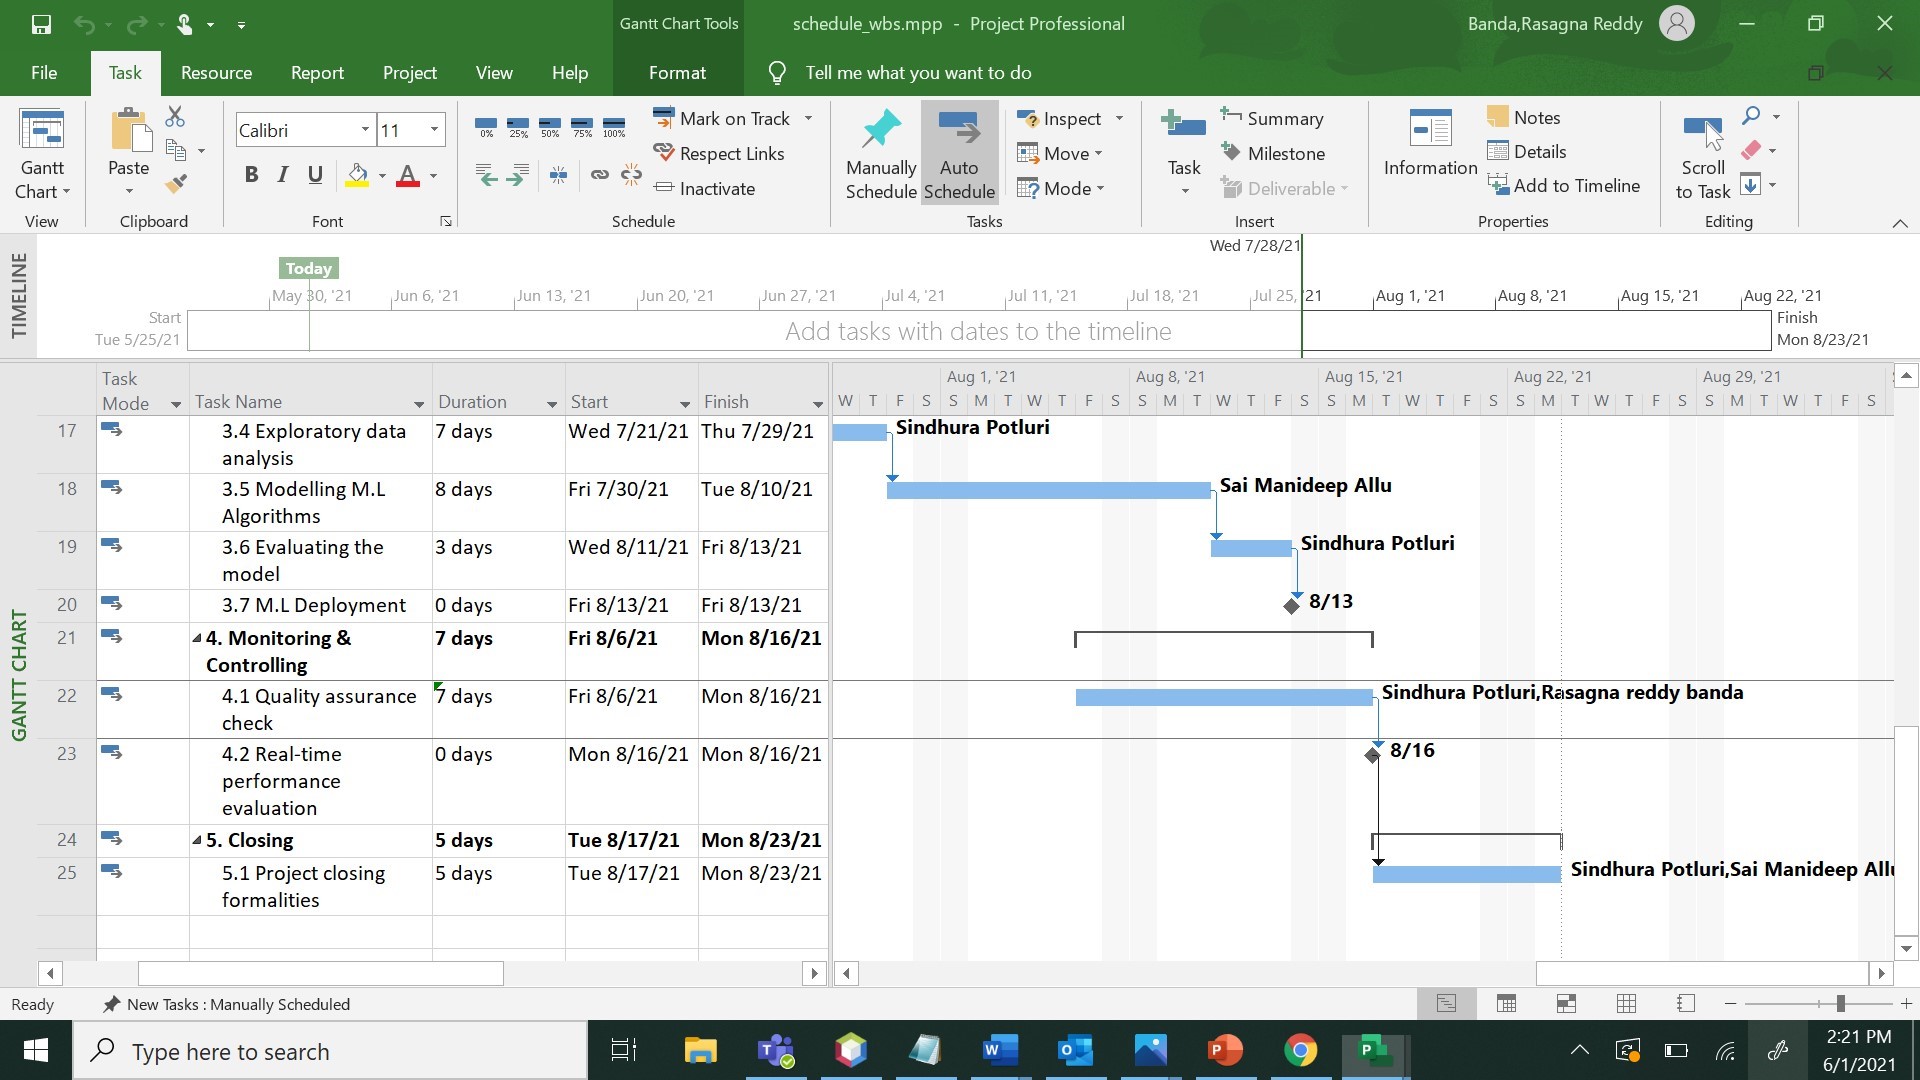 Gantt Chart Tools
schedule_wbs.mpp - Project Professional
Banda,Rasagna Reddy
File Task Resource Report Project View Help Format Tell me what you want to do
Gantt
Chart
View
Paste
Clipboard
Calibri 11
B I U A
Font
0% 25% 50% 75% 100%
Mark on Track
Respect Links
Inactivate
Schedule
Manually
Schedule
Auto
Schedule
Inspect
Move
Mode
Tasks
Task
Summary
Milestone
Deliverable
Insert
Information
Notes
Details
Add to Timeline
Properties
Scroll
to Task
Editing
TIMELINE
Wed 7/28/21
Today
May 30, '21 Jun 6, '21 Jun 13, '21 Jun 20, '21 Jun 27, '21 Jul 4, '21 Jul 11, '21 Jul 18, '21 Jul 25, '21 Aug 1, '21 Aug 8, '21 Aug 15, '21 Aug 22, '21
Start
Tue 5/25/21
Add tasks with dates to the timeline
Finish
Mon 8/23/21
GANTT CHART
Task
Mode Task Name Duration Start Finish
Aug 1, '21 Aug 8, '21 Aug 15, '21 Aug 22, '21 Aug 29, '21
W T F S S M T W T F S S M T W T F S S M T W T F S S M T W T F S S M T W T F S
17 3.4 Exploratory data 7 days Wed 7/21/21 Thu 7/29/21 Sindhura Potluri
analysis
18 3.5 Modelling M.L 8 days Fri 7/30/21 Tue 8/10/21 Sai Manideep Allu
Algorithms
19 3.6 Evaluating the 3 days Wed 8/11/21 Fri 8/13/21 Sindhura Potluri
model
20 3.7 M.L Deployment 0 days Fri 8/13/21 Fri 8/13/21 8/13
21 4. Monitoring & 7 days Fri 8/6/21 Mon 8/16/21
Controlling
22 4.1 Quality assurance 7 days Fri 8/6/21 Mon 8/16/21 Sindhura Potluri,Rasagna reddy banda
check
23 4.2 Real-time 0 days Mon 8/16/21 Mon 8/16/21 8/16
performance
evaluation
24 5. Closing 5 days Tue 8/17/21 Mon 8/23/21
25 5.1 Project closing 5 days Tue 8/17/21 Mon 8/23/21 Sindhura Potluri,Sai Manideep Allu
formalities
Ready New Tasks : Manually Scheduled
Type here to search
2:21 PM
6/1/2021